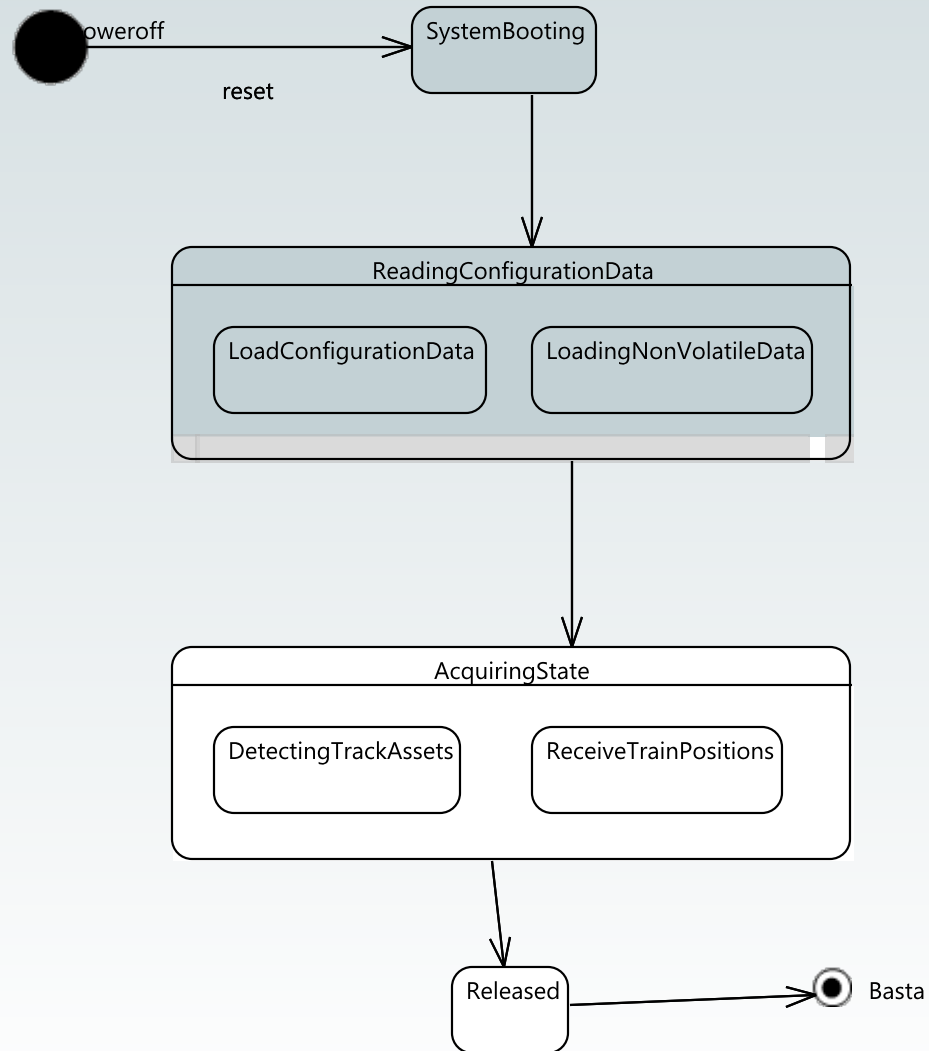 oweroff
SystemBooting
reset
ReadingConfigurationData
LoadConfigurationData
LoadingNonVolatileData
AcquiringState
DetectingTrackAssets
ReceiveTrainPositions
Released
Basta